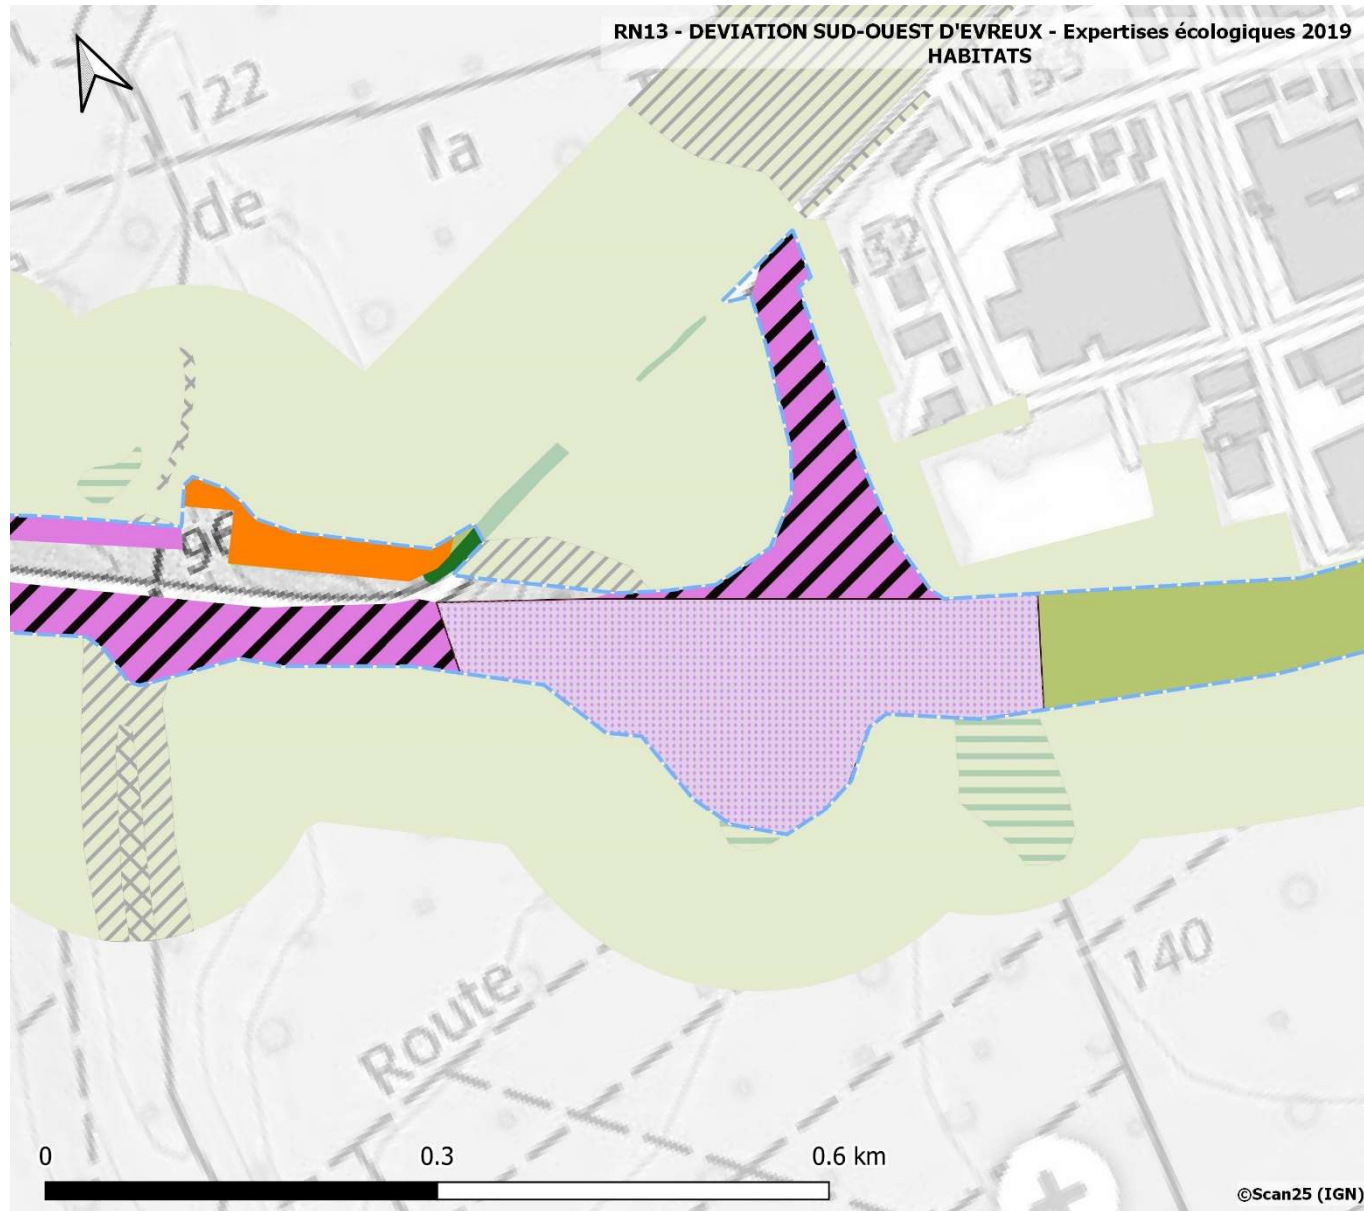 RN13 - DEVIATION SUD-OUEST D'EVREUX - Expertises écologiques 2019
HABITATS
122
la
de
132
96
Route
140
0 0.3 0.6 km
©Scan25 (IGN)